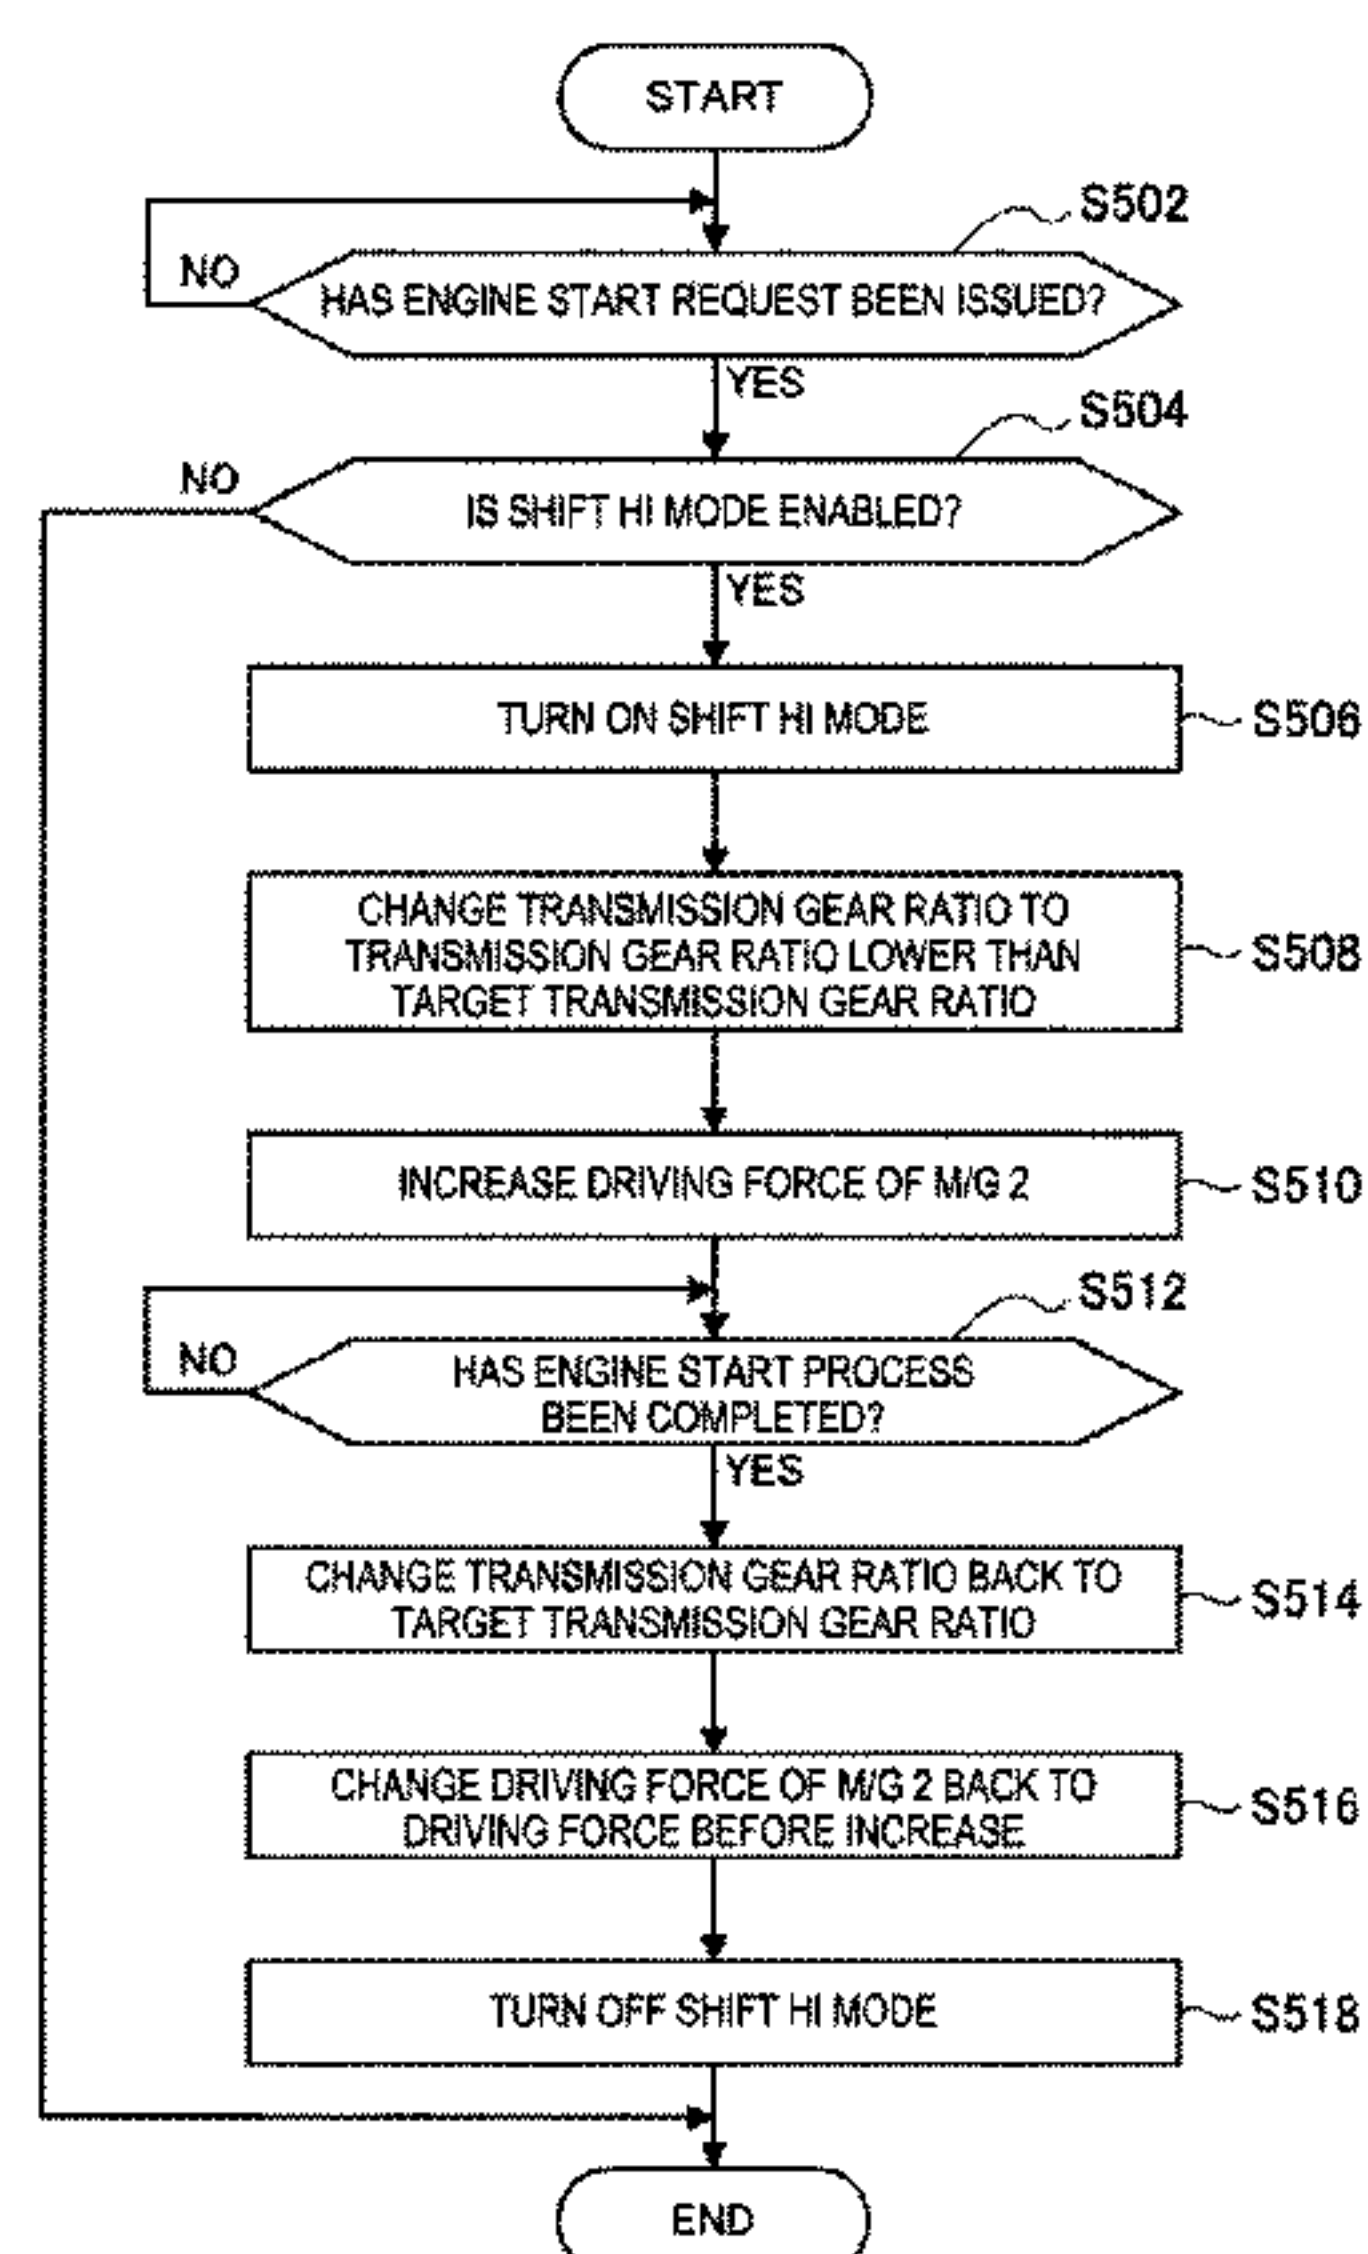 START
S502
NO
HAS ENGINE START REQUEST BEEN ISSUED?
YES
S504
NO
IS SHIFT HI MODE ENABLED?
YES
TURN ON SHIFT HI MODE
S506
CHANGE TRANSMISSION GEAR RATIO TO
TRANSMISSION GEAR RATIO LOWER THAN
TARGET TRANSMISSION GEAR RATIO
S508
INCREASE DRIVING FORCE OF M/G 2
S510
S512
NO
HAS ENGINE START PROCESS
BEEN COMPLETED?
YES
CHANGE TRANSMISSION GEAR RATIO BACK TO
TARGET TRANSMISSION GEAR RATIO
S514
CHANGE DRIVING FORCE OF M/G 2 BACK TO
DRIVING FORCE BEFORE INCREASE
S516
TURN OFF SHIFT HI MODE
S518
END